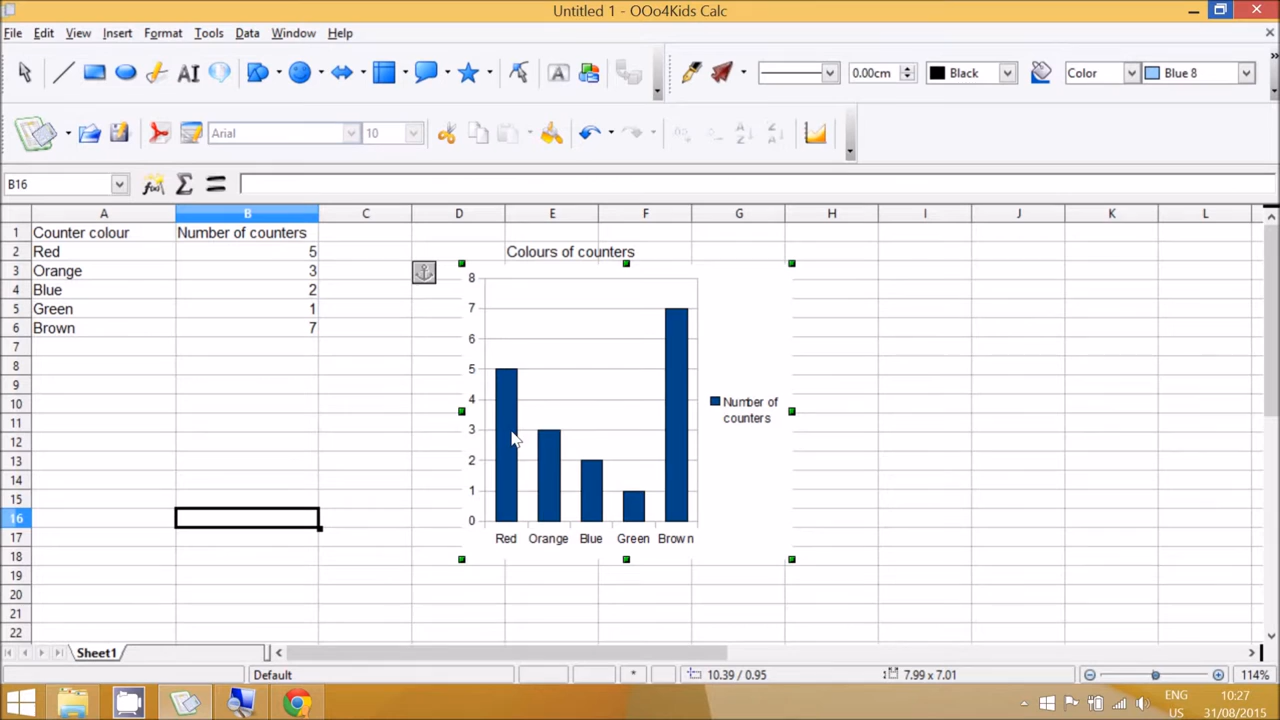 Untitled 1 - OOo4Kids Calc
File Edit View Insert Format Tools Data Window Help
0.00cm Black Color Blue 8
Arial 10
B16
A B C D E F G H I J K L
1 Counter colour Number of counters
2 Red 5 Colours of counters
3 Orange 3
4 Blue 2
5 Green 1
6 Brown 7
7
8
9
10
11
12
13
14
15
16
17
18
19
20
21
22
8
7
6
5
4
3
2
1
0
Red Orange Blue Green Brown
Number of
counters
Sheet1
Default * 10.39 / 0.95 7.99 x 7.01 114%
ENG 10:27
US 31/08/2015